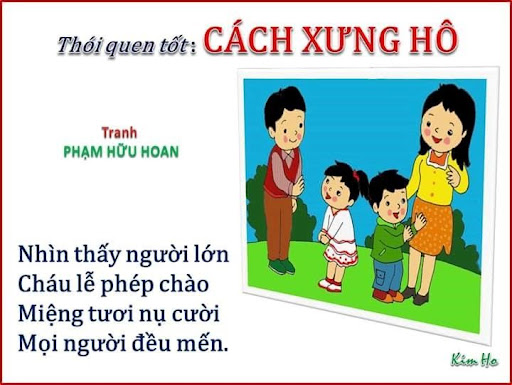 Thói quen tốt: CÁCH XƯNG HÔ
Tranh
PHẠM HỮU HOAN
Nhìn thấy người lớn
Cháu lễ phép chào
Miệng tươi nụ cười
Mọi người đều mến.
Kim Ho